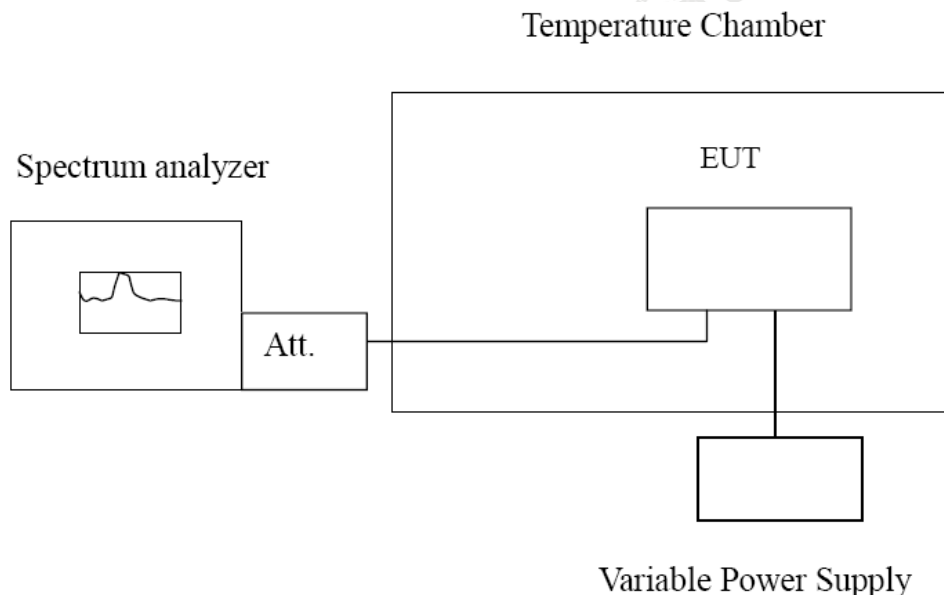 Temperature Chamber
EUT
Spectrum analyzer
Att.
Variable Power Supply